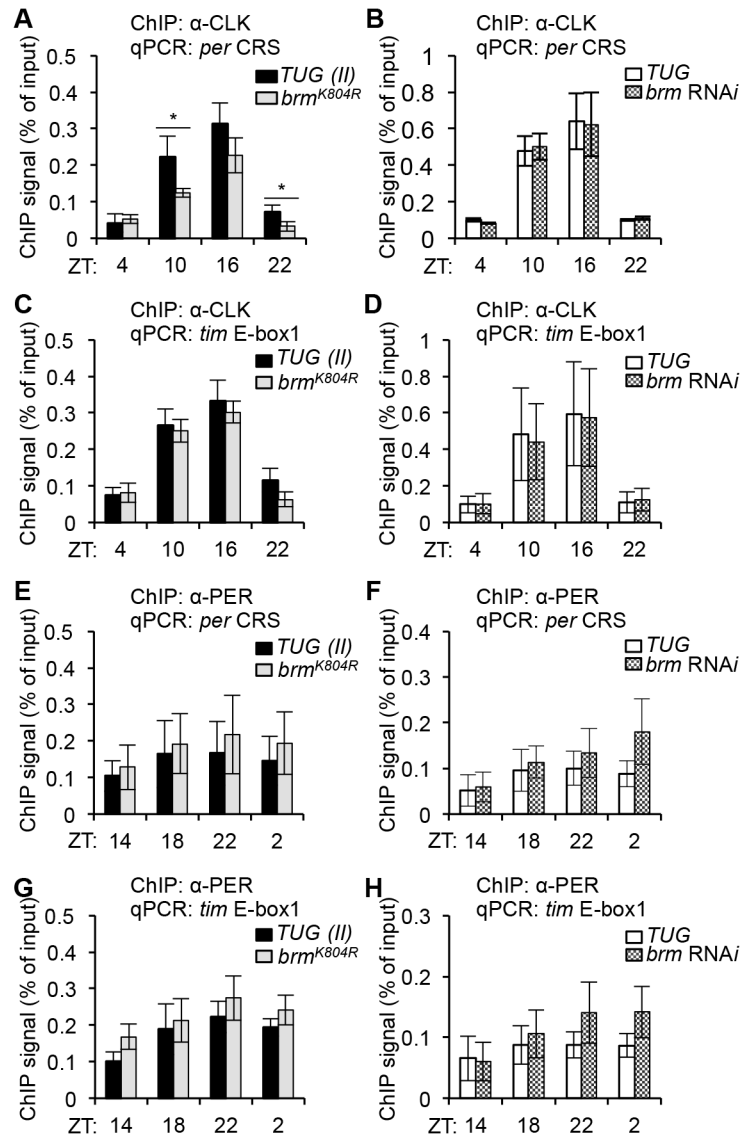 A
ChIP: α-CLK
qPCR: per CRS
TUG (II)
brmK804R
ChIP signal (% of input)
0.5
0.4
0.3
0.2
0.1
0
*
*
ZT: 4 10 16 22
B
ChIP: α-CLK
qPCR: per CRS
TUG
brm RNAi
ChIP signal (% of input)
1
0.8
0.6
0.4
0.2
0
ZT: 4 10 16 22
C
ChIP: α-CLK
qPCR: tim E-box1
TUG (II)
brmK804R
ChIP signal (% of input)
0.5
0.4
0.3
0.2
0.1
0
ZT: 4 10 16 22
D
ChIP: α-CLK
qPCR: tim E-box1
TUG
brm RNAi
ChIP signal (% of input)
1
0.8
0.6
0.4
0.2
0
ZT: 4 10 16 22
E
ChIP: α-PER
qPCR: per CRS
TUG (II)
brmK804R
ChIP signal (% of input)
0.5
0.4
0.3
0.2
0.1
0
ZT: 14 18 22 2
F
ChIP: α-PER
qPCR: per CRS
TUG
brm RNAi
ChIP signal (% of input)
0.4
0.3
0.2
0.1
0
ZT: 14 18 22 2
G
ChIP: α-PER
qPCR: tim E-box1
TUG (II)
brmK804R
ChIP signal (% of input)
0.5
0.4
0.3
0.2
0.1
0
ZT: 14 18 22 2
H
ChIP: α-PER
qPCR: tim E-box1
TUG
brm RNAi
ChIP signal (% of input)
0.3
0.2
0.1
0
ZT: 14 18 22 2